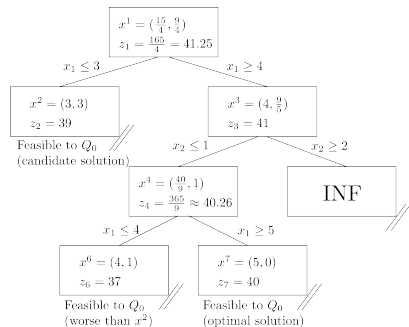 x¹ = (15/4, 9/4)
z₁ = 165/4 = 41.25
x₁ ≤ 3
x₁ ≥ 4
x² = (3, 3)
z₂ = 39
x³ = (4, 9/5)
z₃ = 41
Feasible to Q₀
(candidate solution)
x₂ ≤ 1
x₂ ≥ 2
x⁴ = (40/9, 1)
z₄ = 365/9 ≈ 40.26
INF
x₁ ≤ 4
x₁ ≥ 5
x⁶ = (4, 1)
z₆ = 37
x⁷ = (5, 0)
z₇ = 40
Feasible to Q₀
(worse than x²)
Feasible to Q₀
(optimal solution)